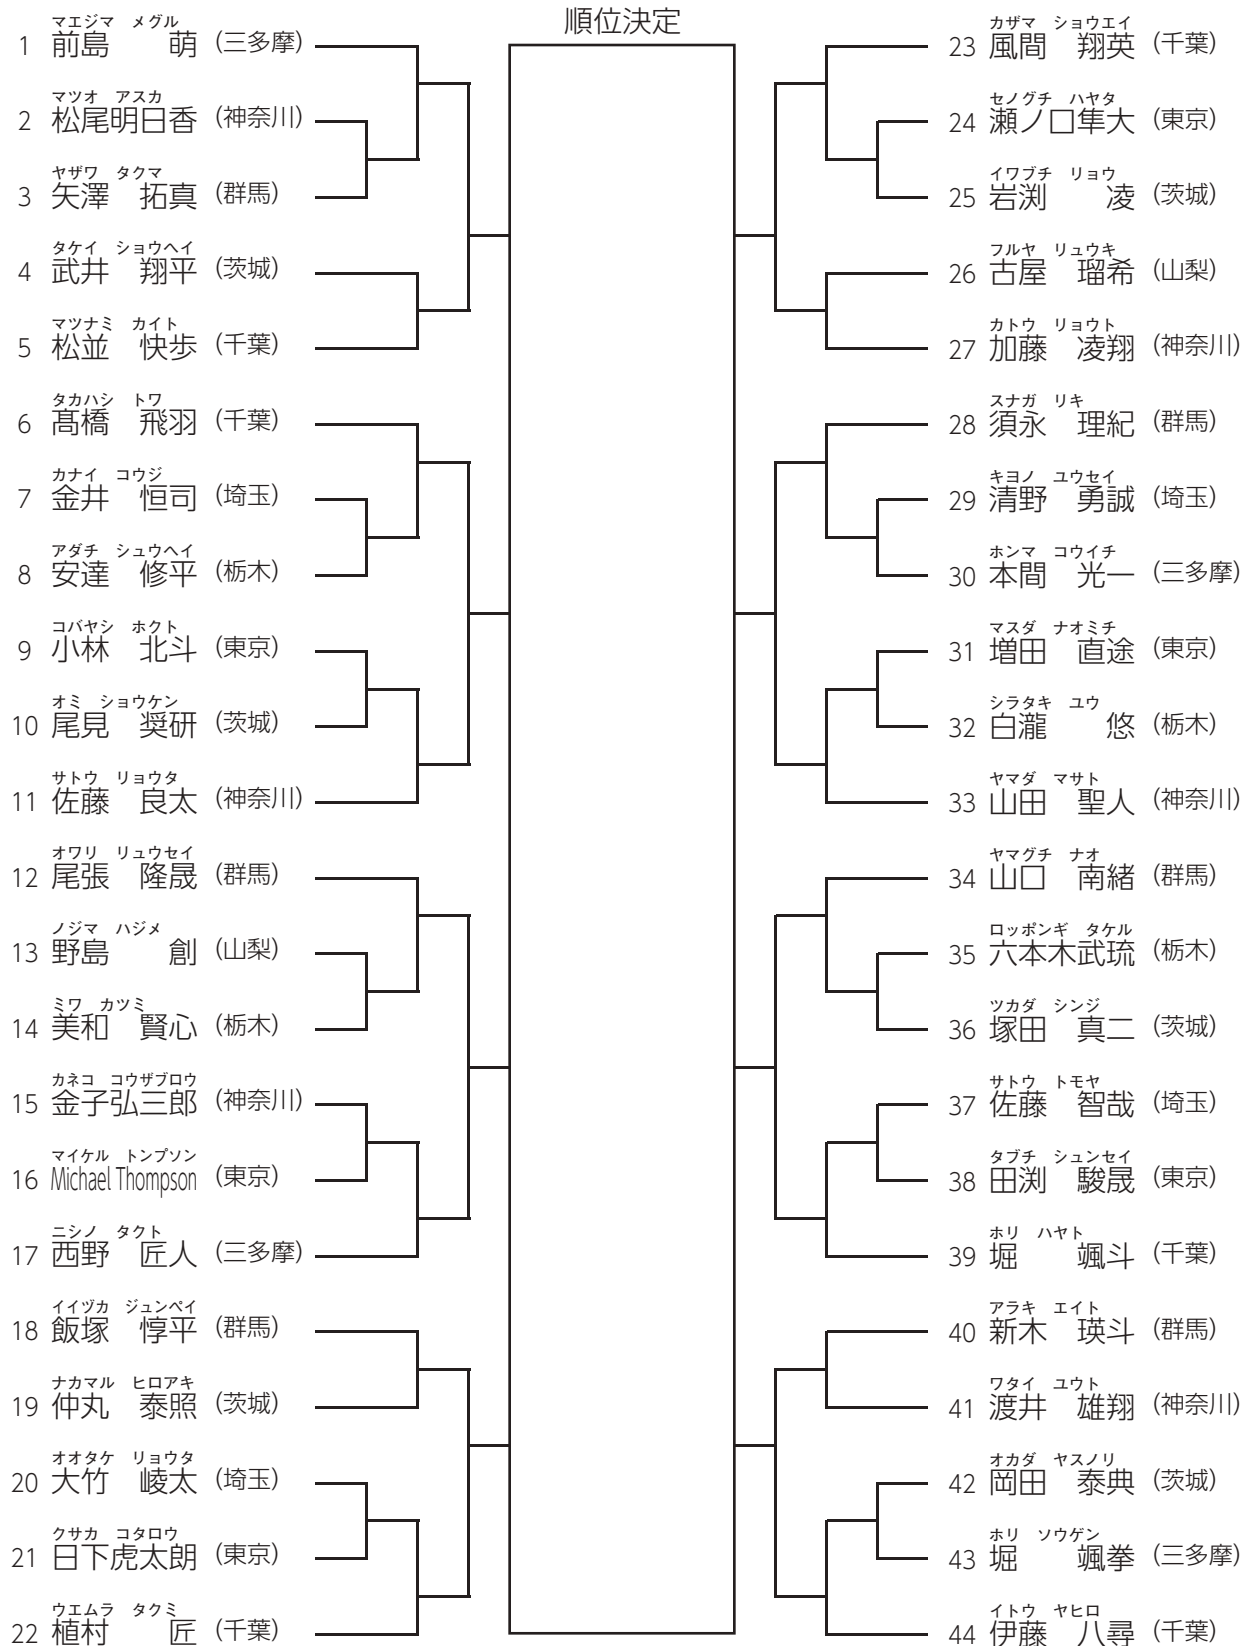 順位決定
マエジマ メグル
1 前島 萌 (三多摩)
マツオ アスカ
2 松尾明日香 (神奈川)
ヤザワ タクマ
3 矢澤 拓真 (群馬)
タケイ ショウヘイ
4 武井 翔平 (茨城)
マツナミ カイト
5 松並 快歩 (千葉)
タカハシ トワ
6 髙橋 飛羽 (千葉)
カナイ コウジ
7 金井 恒司 (埼玉)
アダチ シュウヘイ
8 安達 修平 (栃木)
コバヤシ ホクト
9 小林 北斗 (東京)
オミ ショウケン
10 尾見 奨研 (茨城)
サトウ リョウタ
11 佐藤 良太 (神奈川)
オワリ リュウセイ
12 尾張 隆晟 (群馬)
ノジマ ハジメ
13 野島 創 (山梨)
ミワ カツミ
14 美和 賢心 (栃木)
カネコ コウザブロウ
15 金子弘三郎 (神奈川)
マイケル トンプソン
16 Michael Thompson (東京)
ニシノ タクト
17 西野 匠人 (三多摩)
イイヅカ ジュンペイ
18 飯塚 惇平 (群馬)
ナカマル ヒロアキ
19 仲丸 泰照 (茨城)
オオタケ リョウタ
20 大竹 崚太 (埼玉)
クサカ コタロウ
21 日下虎太朗 (東京)
ウエムラ タクミ
22 植村 匠 (千葉)
カザマ ショウエイ
23 風間 翔英 (千葉)
セノグチ ハヤタ
24 瀬ノ口隼大 (東京)
イワブチ リョウ
25 岩渕 凌 (茨城)
フルヤ リュウキ
26 古屋 瑠希 (山梨)
カトウ リョウト
27 加藤 凌翔 (神奈川)
スナガ リキ
28 須永 理紀 (群馬)
キヨノ ユウセイ
29 清野 勇誠 (埼玉)
ホンマ コウイチ
30 本間 光一 (三多摩)
マスダ ナオミチ
31 増田 直途 (東京)
シラタキ ユウ
32 白瀧 悠 (栃木)
ヤマダ マサト
33 山田 聖人 (神奈川)
ヤマグチ ナオ
34 山口 南緒 (群馬)
ロッポンギ タケル
35 六本木武琉 (栃木)
ツカダ シンジ
36 塚田 真二 (茨城)
サトウ トモヤ
37 佐藤 智哉 (埼玉)
タブチ シュンセイ
38 田渕 駿晟 (東京)
ホリ ハヤト
39 堀 颯斗 (千葉)
アラキ エイト
40 新木 瑛斗 (群馬)
ワタイ ユウト
41 渡井 雄翔 (神奈川)
オカダ ヤスノリ
42 岡田 泰典 (茨城)
ホリ ソウゲン
43 堀 颯拳 (三多摩)
イトウ ヤヒロ
44 伊藤 八尋 (千葉)